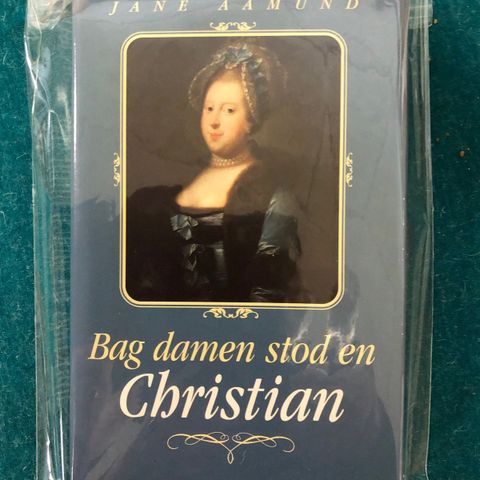 JANE AAMUND
Bag damen stod en
Christian